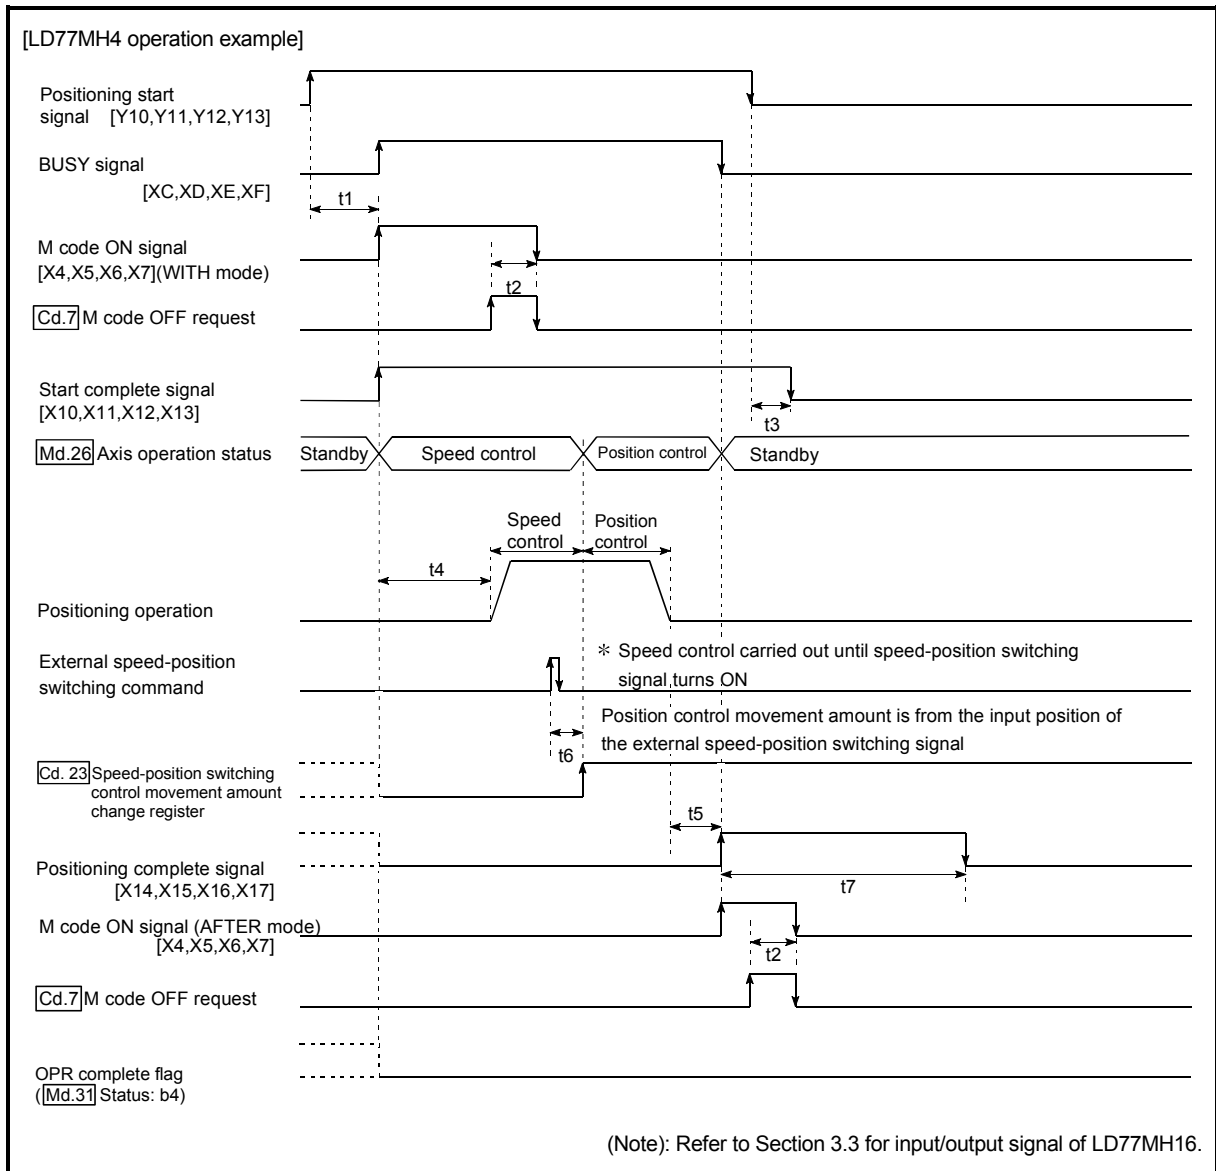 [LD77MH4 operation example]
Positioning start
signal [Y10,Y11,Y12,Y13]
BUSY signal
[XC,XD,XE,XF]
t1
M code ON signal
[X4,X5,X6,X7](WITH mode)
t2
Cd.7 M code OFF request
Start complete signal
[X10,X11,X12,X13]
t3
Md.26 Axis operation status
Standby
Speed control
Position control
Standby
Speed
control
Position
control
t4
Positioning operation
External speed-position
switching command
* Speed control carried out until speed-position switching
signal turns ON
Position control movement amount is from the input position of
the external speed-position switching signal
t6
Cd. 23 Speed-position switching
control movement amount
change register
t5
Positioning complete signal
[X14,X15,X16,X17]
t7
M code ON signal (AFTER mode)
[X4,X5,X6,X7]
t2
Cd.7 M code OFF request
OPR complete flag
(Md.31 Status: b4)
(Note): Refer to Section 3.3 for input/output signal of LD77MH16.